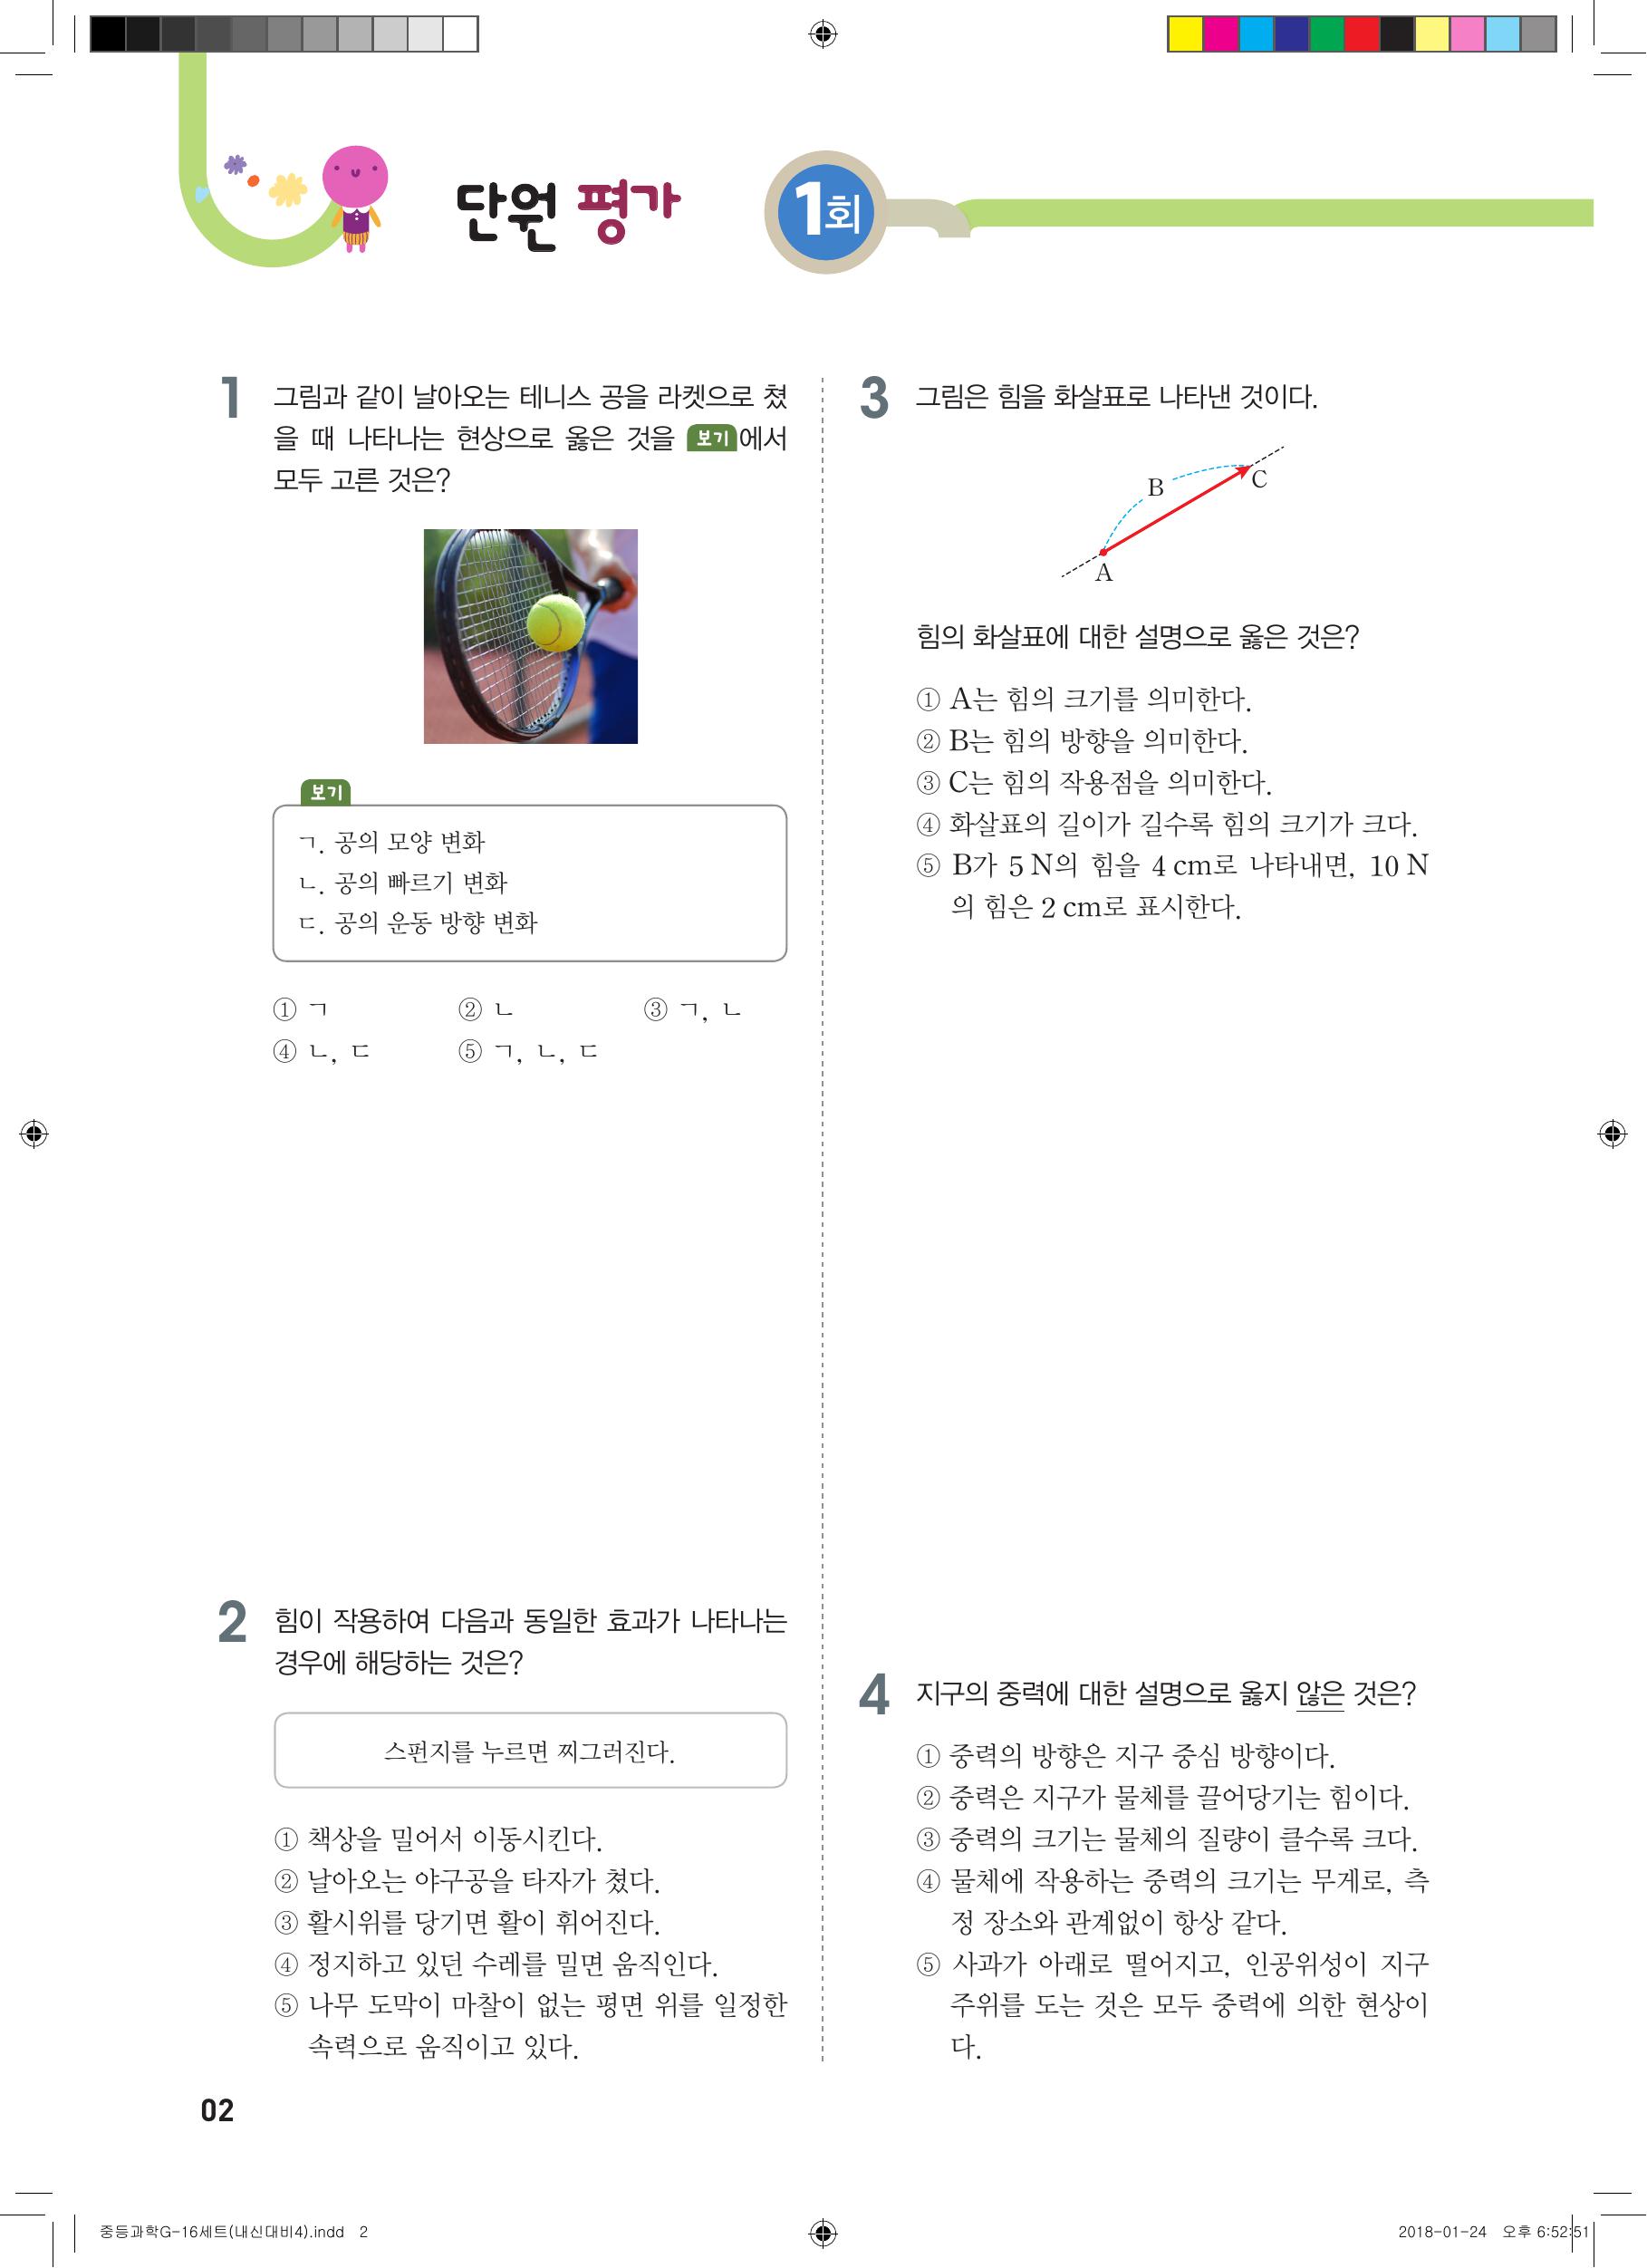 단원 평가 1회
1 그림과 같이 날아오는 테니스 공을 라켓으로 쳤
을 때 나타나는 현상으로 옳은 것을 보기에서
모두 고른 것은?
보기
ㄱ. 공의 모양 변화
ㄴ. 공의 빠르기 변화
ㄷ. 공의 운동 방향 변화
① ㄱ ② ㄴ ③ ㄱ, ㄴ
④ ㄴ, ㄷ ⑤ ㄱ, ㄴ, ㄷ
2 힘이 작용하여 다음과 동일한 효과가 나타나는
경우에 해당하는 것은?
스펀지를 누르면 찌그러진다.
① 책상을 밀어서 이동시킨다.
② 날아오는 야구공을 타자가 쳤다.
③ 활시위를 당기면 활이 휘어진다.
④ 정지하고 있던 수레를 밀면 움직인다.
⑤ 나무 도막이 마찰이 없는 평면 위를 일정한
속력으로 움직이고 있다.
3 그림은 힘을 화살표로 나타낸 것이다.
B
C
A
힘의 화살표에 대한 설명으로 옳은 것은?
① A는 힘의 크기를 의미한다.
② B는 힘의 방향을 의미한다.
③ C는 힘의 작용점을 의미한다.
④ 화살표의 길이가 길수록 힘의 크기가 크다.
⑤ B가 5 N의 힘을 4 cm로 나타내면, 10 N
의 힘은 2 cm로 표시한다.
4 지구의 중력에 대한 설명으로 옳지 않은 것은?
① 중력의 방향은 지구 중심 방향이다.
② 중력은 지구가 물체를 끌어당기는 힘이다.
③ 중력의 크기는 물체의 질량이 클수록 크다.
④ 물체에 작용하는 중력의 크기는 무게로, 측
정 장소와 관계없이 항상 같다.
⑤ 사과가 아래로 떨어지고, 인공위성이 지구
주위를 도는 것은 모두 중력에 의한 현상이
다.
02
중등과학G-16세트(내신대비4).indd 2
2018-01-24 오후 6:52:51